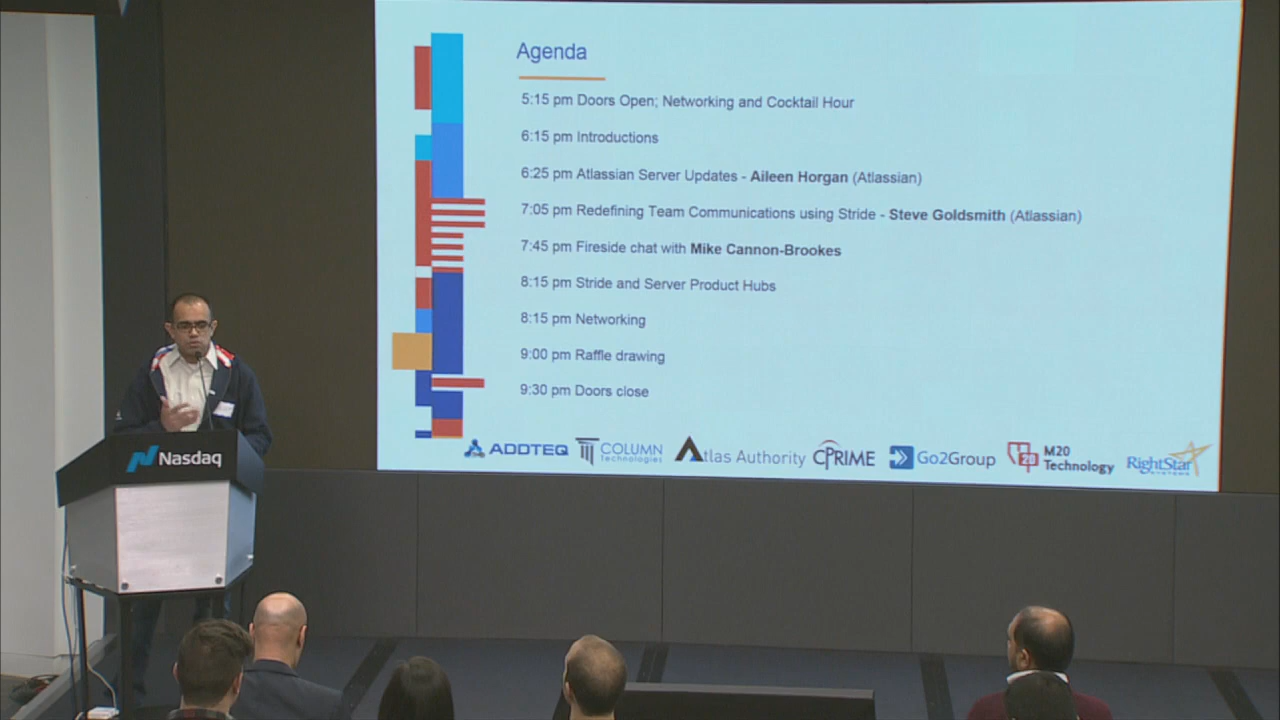 Agenda
5:15 pm Doors Open; Networking and Cocktail Hour
6:15 pm Introductions
6:25 pm Atlassian Server Updates - Aileen Horgan (Atlassian)
7:05 pm Redefining Team Communications using Stride - Steve Goldsmith (Atlassian)
7:45 pm Fireside chat with Mike Cannon-Brookes
8:15 pm Stride and Server Product Hubs
8:15 pm Networking
9:00 pm Raffle drawing
9:30 pm Doors close
ADDTEQ
COLUMN
Technologies
Atlas Authority
CPRIME
Go2Group
M20
M20
Technology
RightStar
SYSTEMS
Nasdaq